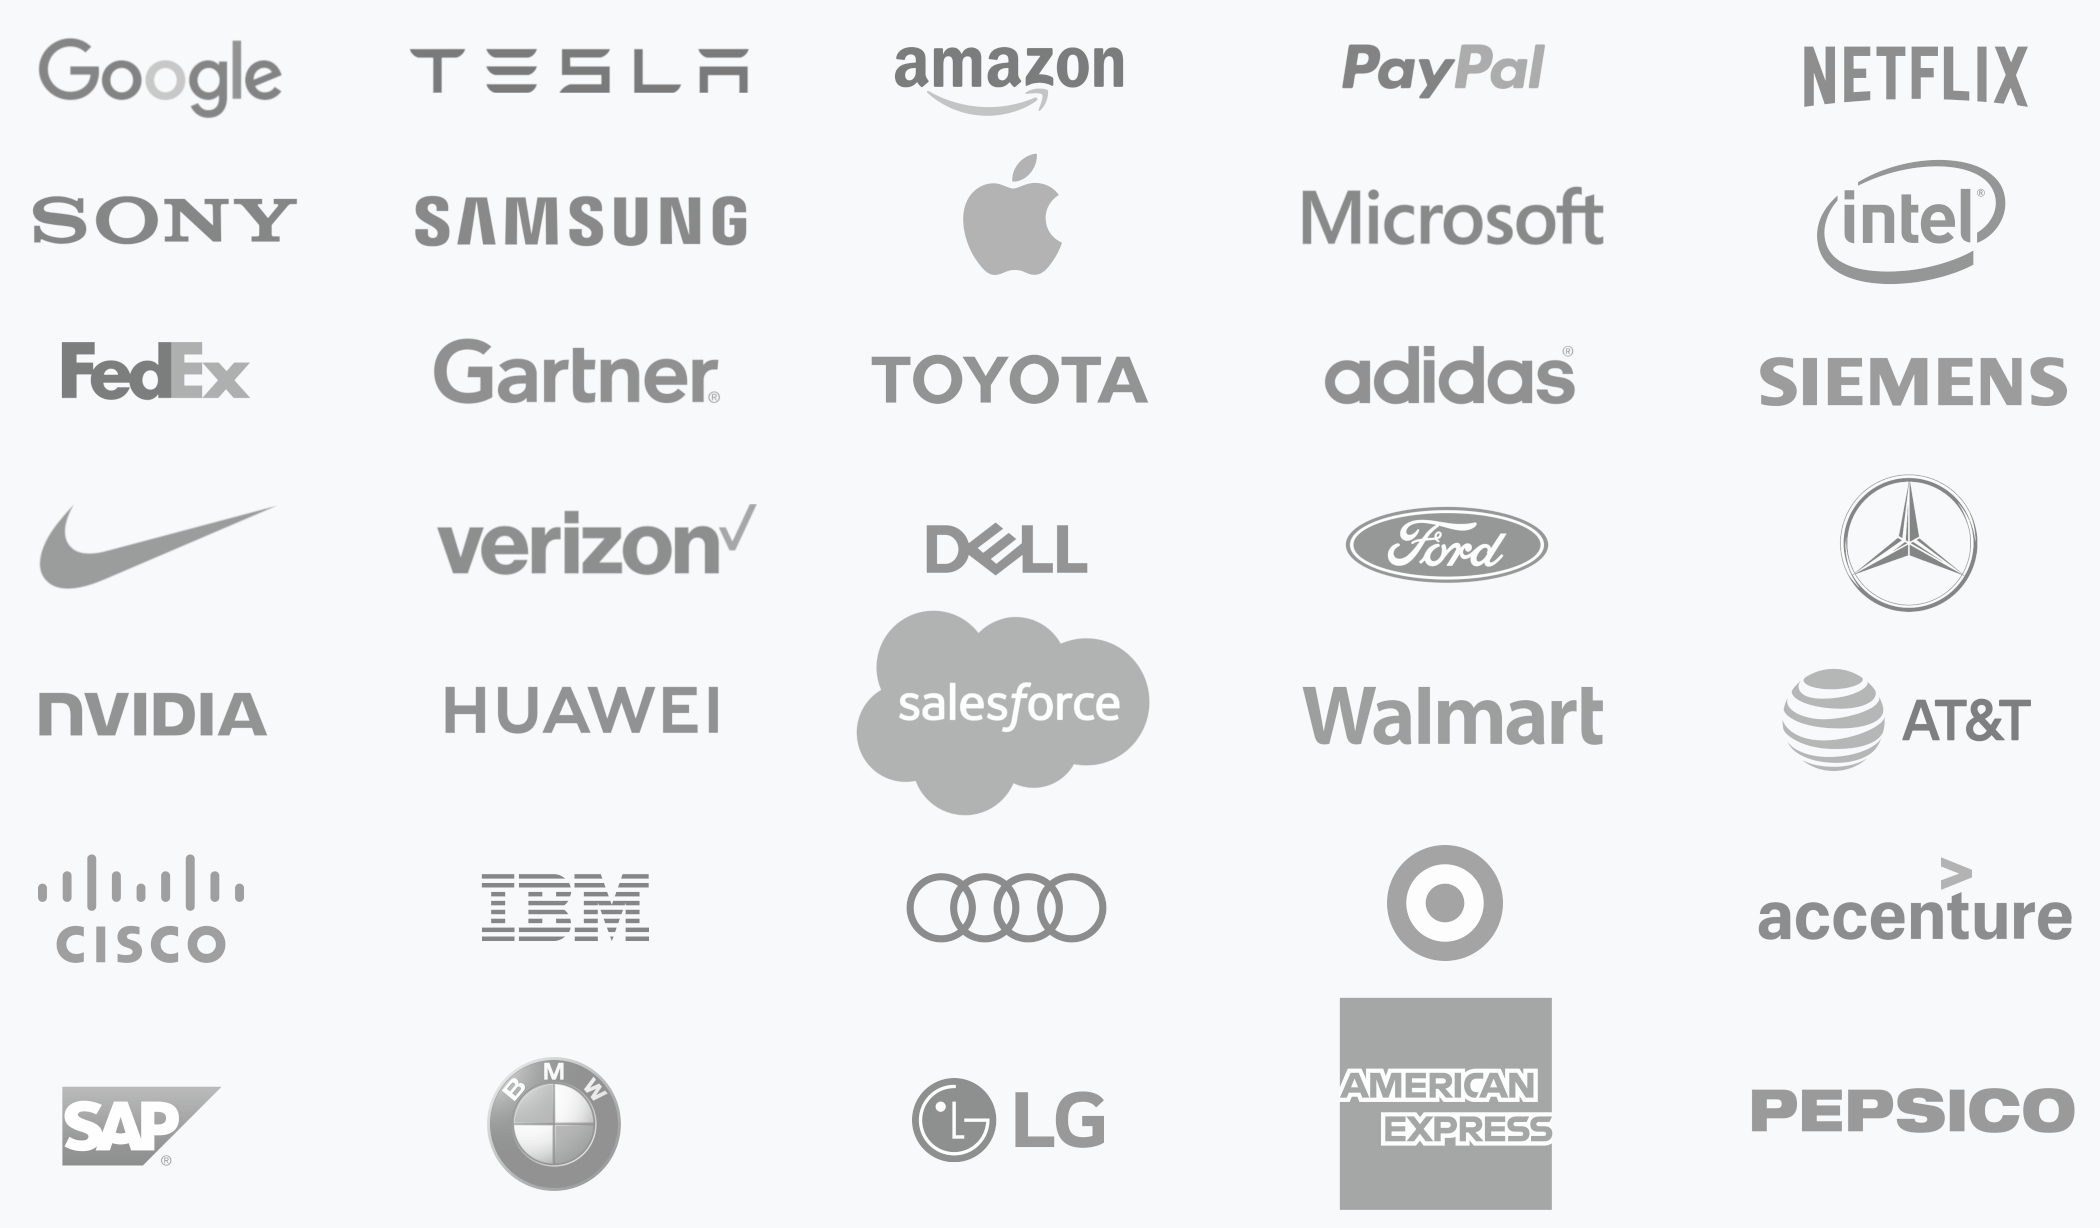 Google
TESLA
amazon
PayPal
NETFLIX
SONY
SAMSUNG
Microsoft
intel®
FedEx
Gartner®
TOYOTA
adidas®
SIEMENS
verizon✓
DELL
Ford
NVIDIA
HUAWEI
salesforce
Walmart
AT&T
CISCO
IBM
accenture
SAP®
BMW
LG
LG
AMERICAN
EXPRESS
PEPSICO